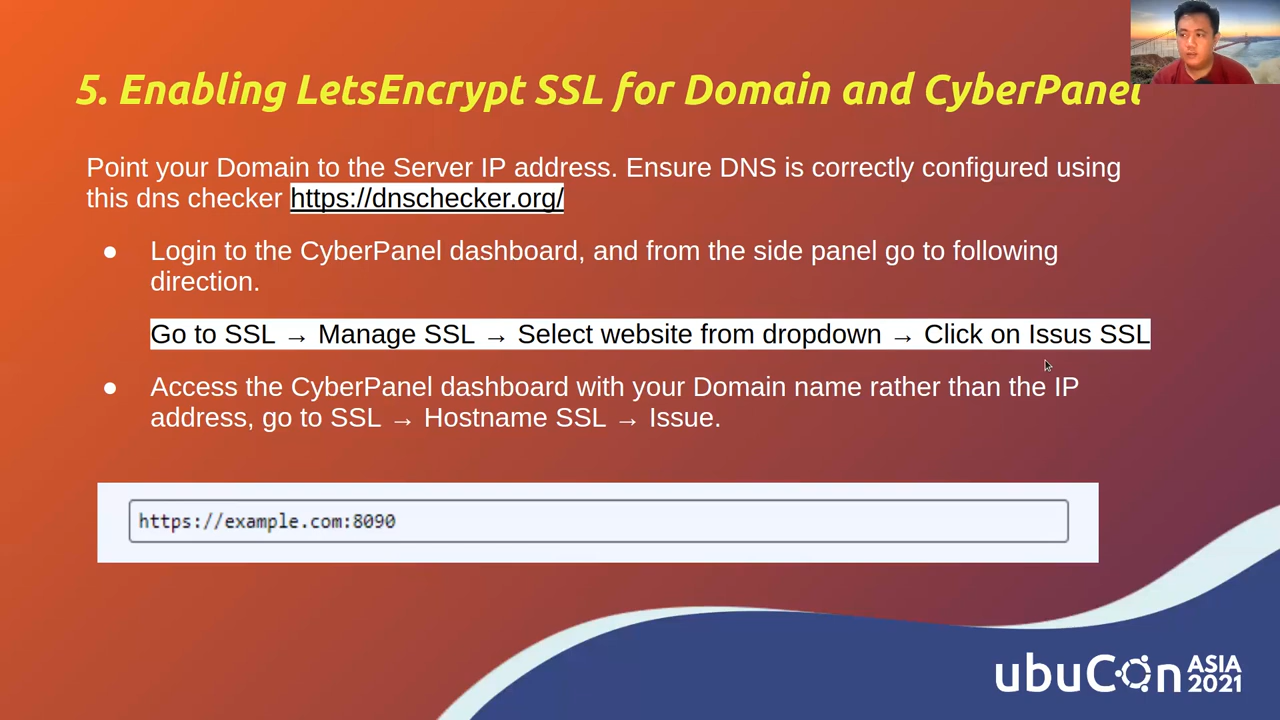 5. Enabling LetsEncrypt SSL for Domain and CyberPanel
Point your Domain to the Server IP address. Ensure DNS is correctly configured using
this dns checker https://dnschecker.org/
● Login to the CyberPanel dashboard, and from the side panel go to following
direction.
Go to SSL → Manage SSL → Select website from dropdown → Click on Issus SSL
● Access the CyberPanel dashboard with your Domain name rather than the IP
address, go to SSL → Hostname SSL → Issue.
https://example.com:8090
ubuCon ASIA
2021